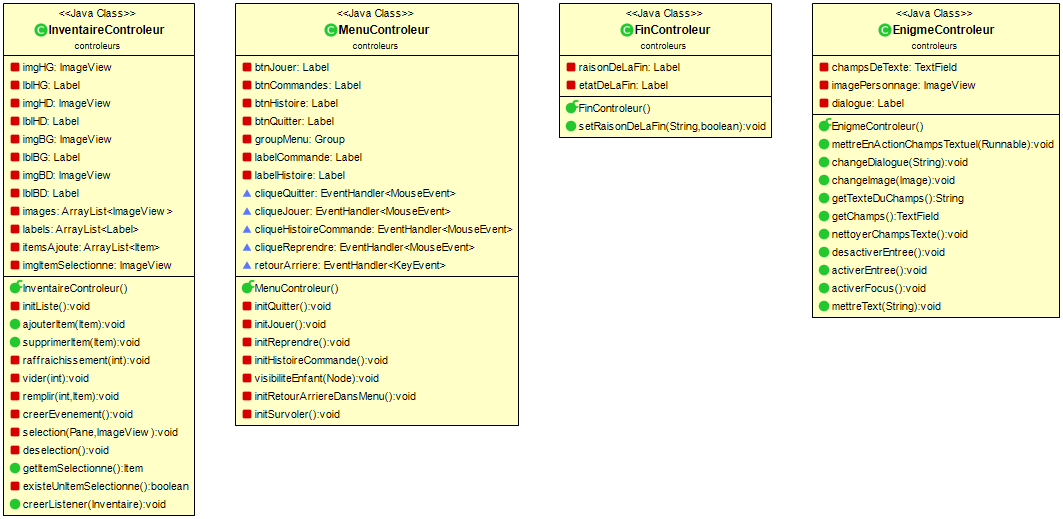 <<Java Class>>
InventaireControleur
controleurs
imgHG: ImageView
lblHG: Label
imgHD: ImageView
lblHD: Label
imgBG: ImageView
lblBG: Label
imgBD: ImageView
lblBD: Label
images: ArrayList<ImageView>
labels: ArrayList<Label>
itemsAjoute: ArrayList<Item>
imgItemSelectionne: ImageView
InventaireControleur()
initListe():void
ajouterItem(Item):void
supprimerItem(Item):void
raffraichissement(int):void
vider(int):void
remplir(int,Item):void
creerEvenement():void
selection(Pane,ImageView):void
deselection():void
getItemSelectionne():Item
existeUnItemSelectionne():boolean
creerListener(Inventaire):void
<<Java Class>>
MenuControleur
controleurs
btnJouer: Label
btnCommandes: Label
btnHistoire: Label
btnQuitter: Label
groupMenu: Group
labelCommande: Label
labelHistoire: Label
cliqueQuitter: EventHandler<MouseEvent>
cliqueJouer: EventHandler<MouseEvent>
cliqueHistoireCommande: EventHandler<MouseEvent>
cliqueReprendre: EventHandler<MouseEvent>
retourArriere: EventHandler<KeyEvent>
MenuControleur()
initQuitter():void
initJouer():void
initReprendre():void
initHistoireCommande():void
visibiliteEnfant(Node):void
initRetourArriereDansMenu():void
initSurvoler():void
<<Java Class>>
FinControleur
controleurs
raisonDeLaFin: Label
etatDeLaFin: Label
FinControleur()
setRaisonDeLaFin(String,boolean):void
<<Java Class>>
EnigmeControleur
controleurs
champsDeTexte: TextField
imagePersonnage: ImageView
dialogue: Label
EnigmeControleur()
mettreEnActionChampsTextuel(Runnable):void
changeDialogue(String):void
changeImage(Image):void
getTexteDuChamps():String
getChamps():TextField
nettoyerChampsTexte():void
desactiverEntree():void
activerEntree():void
activerFocus():void
mettreText(String):void